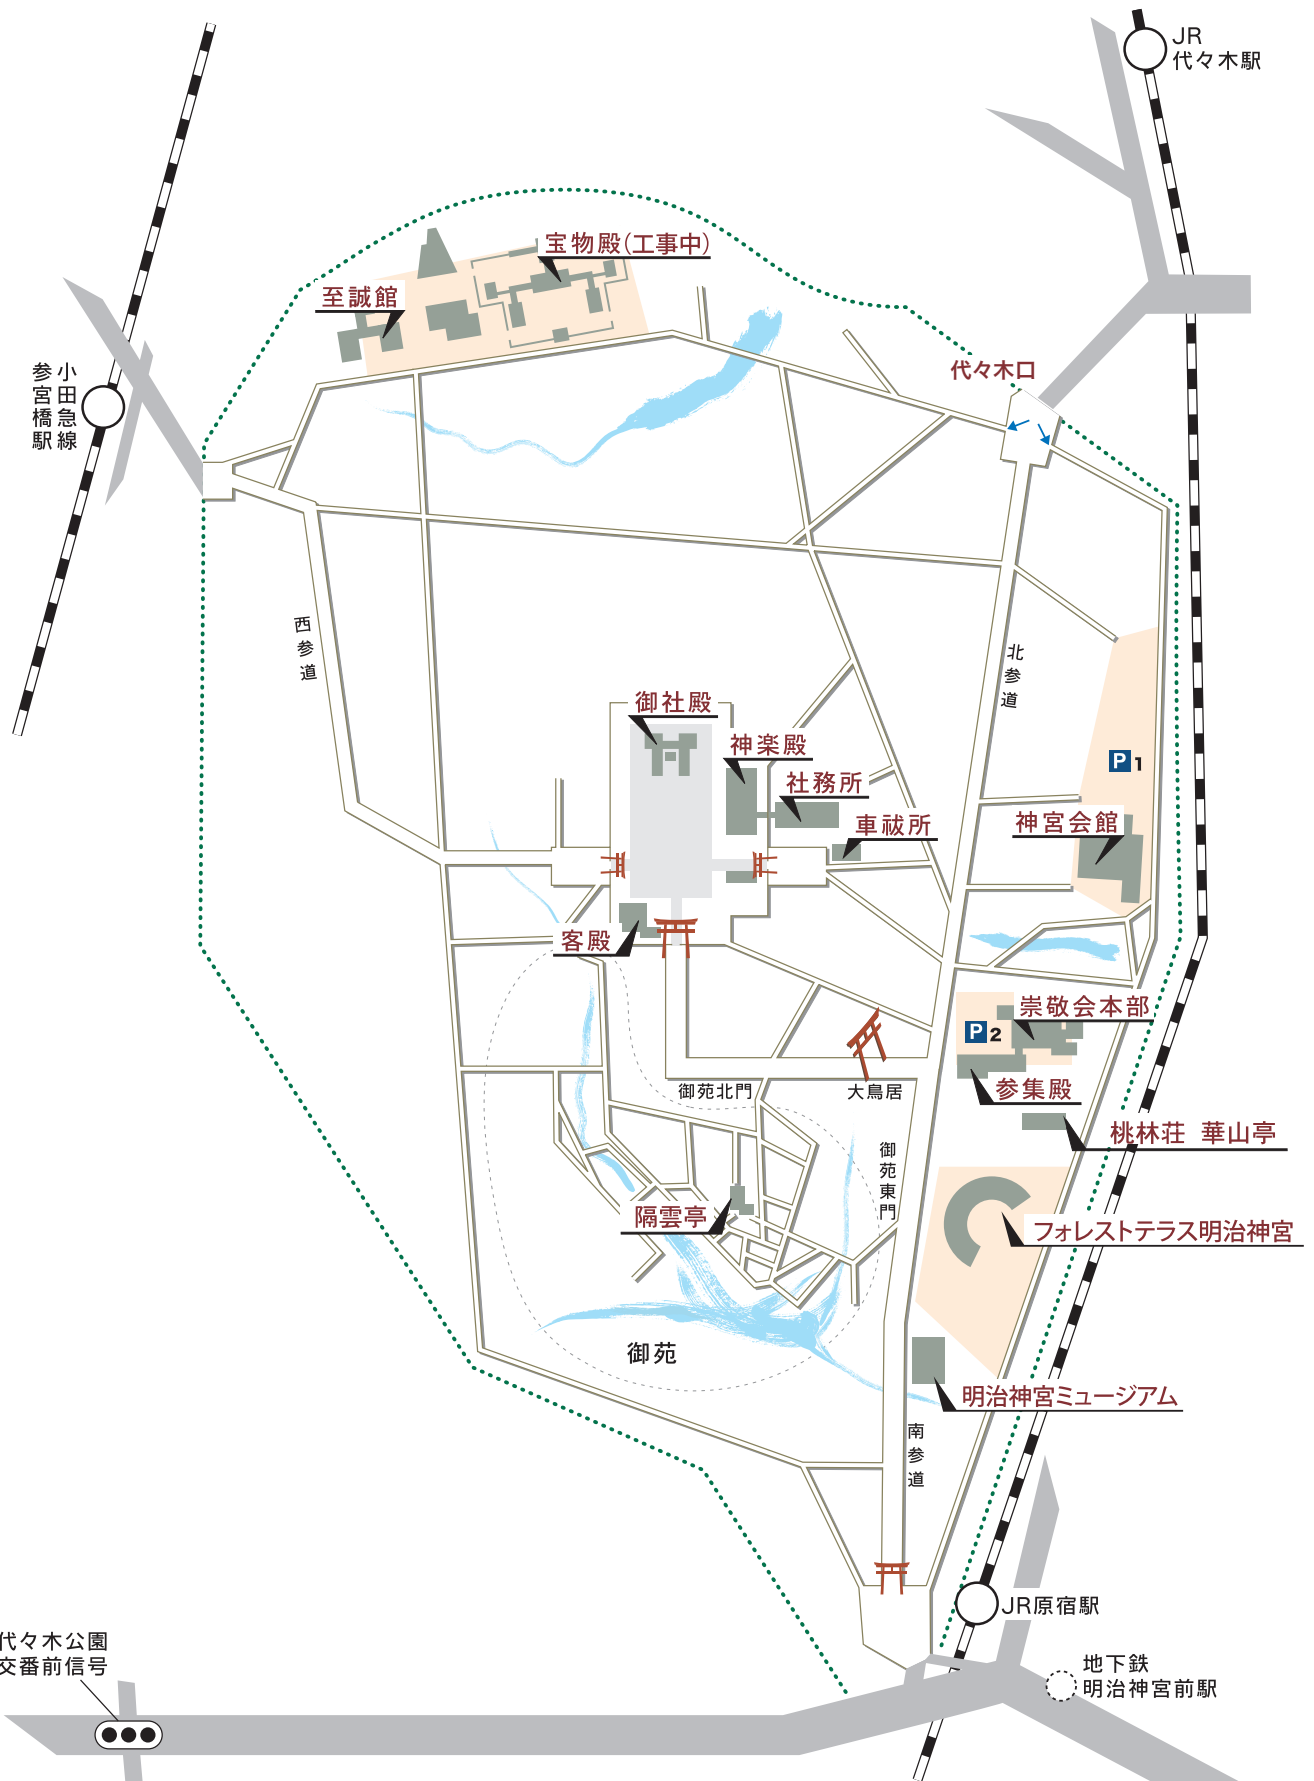 JR
代々木駅
宝物殿(工事中)
至誠館
代々木口
小田急線
参宮橋駅
西参道
北参道
御社殿
神楽殿
社務所
車祓所
P1
神宮会館
客殿
崇敬会本部
P2
参集殿
御苑北門
大鳥居
桃林荘 華山亭
御苑東門
隔雲亭
フォレストテラス明治神宮
御苑
明治神宮ミュージアム
南参道
JR原宿駅
代々木公園
交番前信号
地下鉄
明治神宮前駅